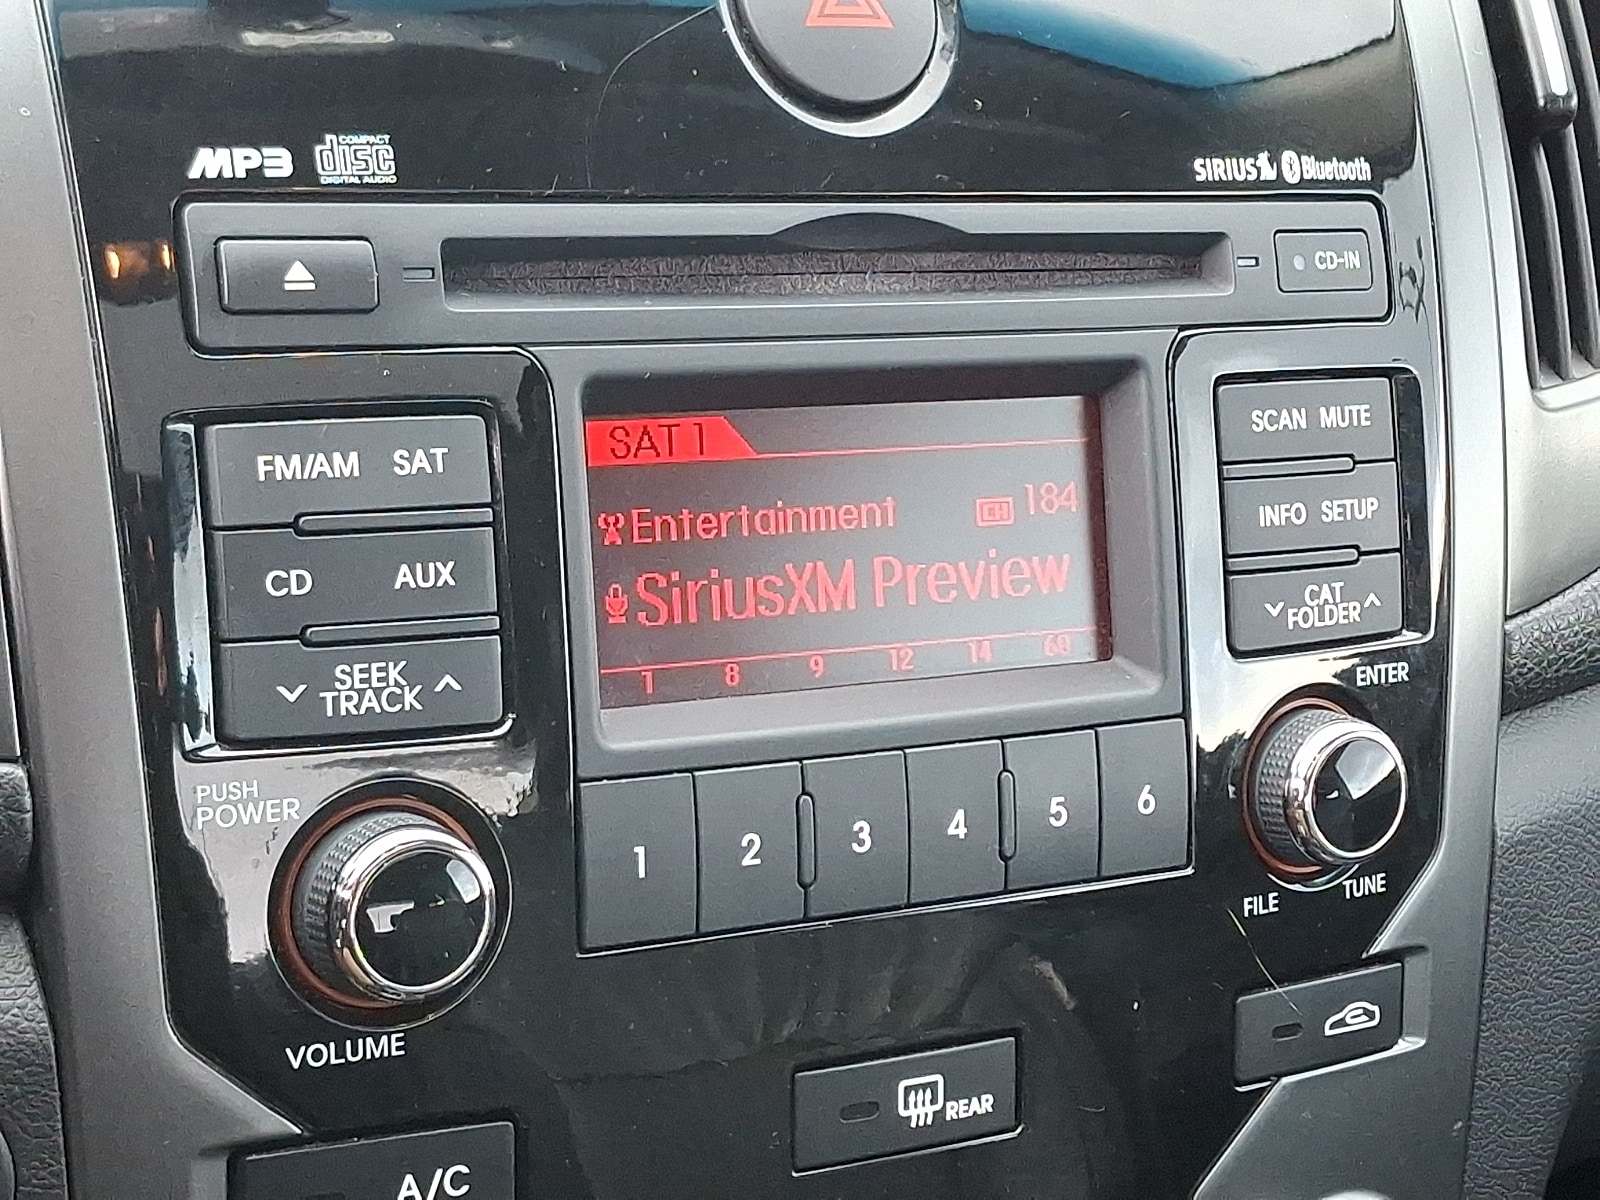 MP3 COMPACT disc DIGITAL AUDIO
SIRIUS Bluetooth
CD-IN
FM/AM SAT
CD AUX
SEEK
TRACK
SAT 1
Entertainment CH 184
SiriusXM Preview
1 8 9 12 14 60
SCAN MUTE
INFO SETUP
CAT
FOLDER
PUSH
POWER
VOLUME
1 2 3 4 5 6
ENTER
FILE TUNE
REAR
A/C